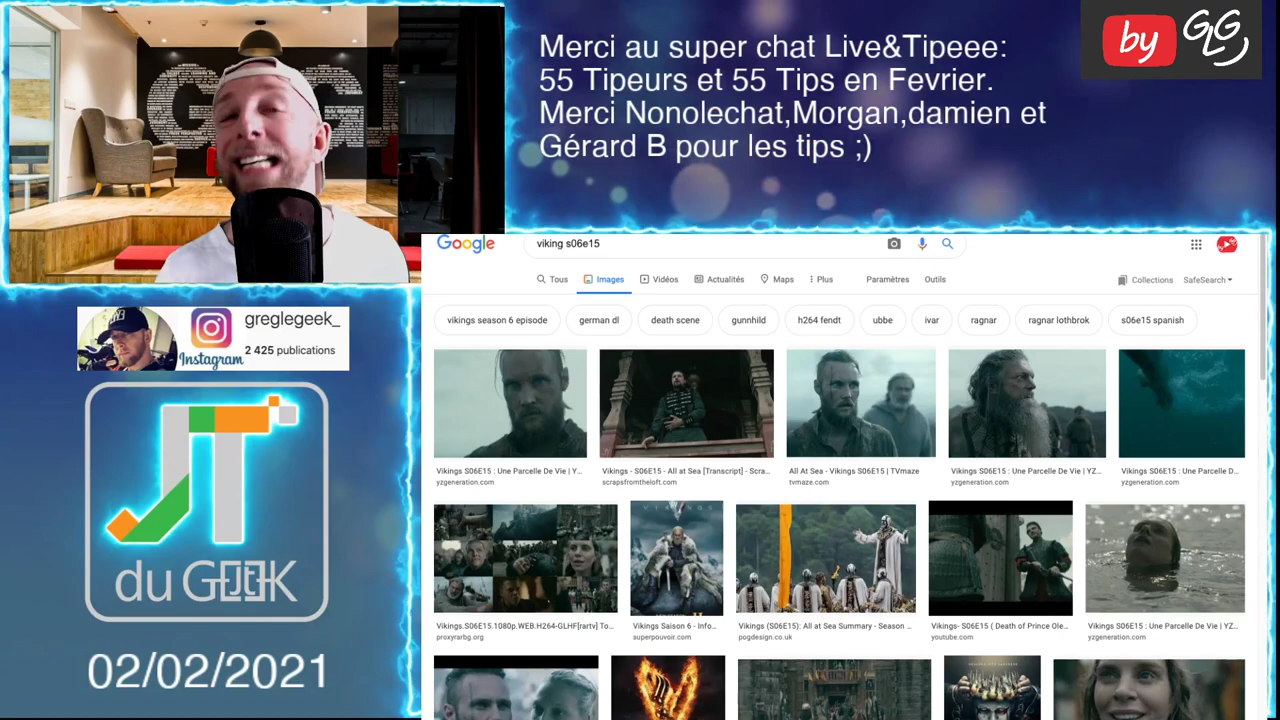 Merci au super chat Live&Tipeee:
55 Tipeurs et 55 Tips en Fevrier.
Merci Nonolechat,Morgan,damien et
Gérard B pour les tips ;)
by GLG
Google
viking s06e15
Tous Images Vidéos Actualités Maps Plus Paramètres Outils Collections SafeSearch
vikings season 6 episode german dl death scene gunnhild h264 fendt ubbe ivar ragnar ragnar lothbrok s06e15 spanish
Vikings S06E15 : Une Parcelle De Vie | YZ...
yzgeneration.com
Vikings - S06E15 - All at Sea [Transcript] - Scra...
scrapsfromtheloft.com
All At Sea - Vikings S06E15 | TVmaze
tvmaze.com
Vikings S06E15 : Une Parcelle De Vie | YZ...
yzgeneration.com
Vikings S06E15 : Une Parcelle D...
yzgeneration.com
Vikings.S06E15.1080p.WEB.H264-GLHF[rartv] To...
proxyrarbg.org
Vikings Saison 6 - Info...
superpouvoir.com
Vikings (S06E15): All at Sea Summary - Season ...
pogdesign.co.uk
Vikings- S06E15 ( Death of Prince Ole...
youtube.com
Vikings S06E15 : Une Parcelle De Vie | YZ...
yzgeneration.com
greglegeek_
2 425 publications
Instagram
JT
du GEEK
02/02/2021